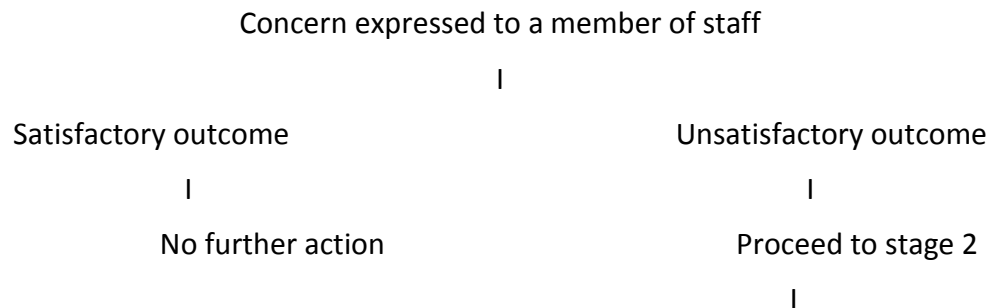 Concern expressed to a member of staff
I
Satisfactory outcome Unsatisfactory outcome
I I
No further action Proceed to stage 2
I